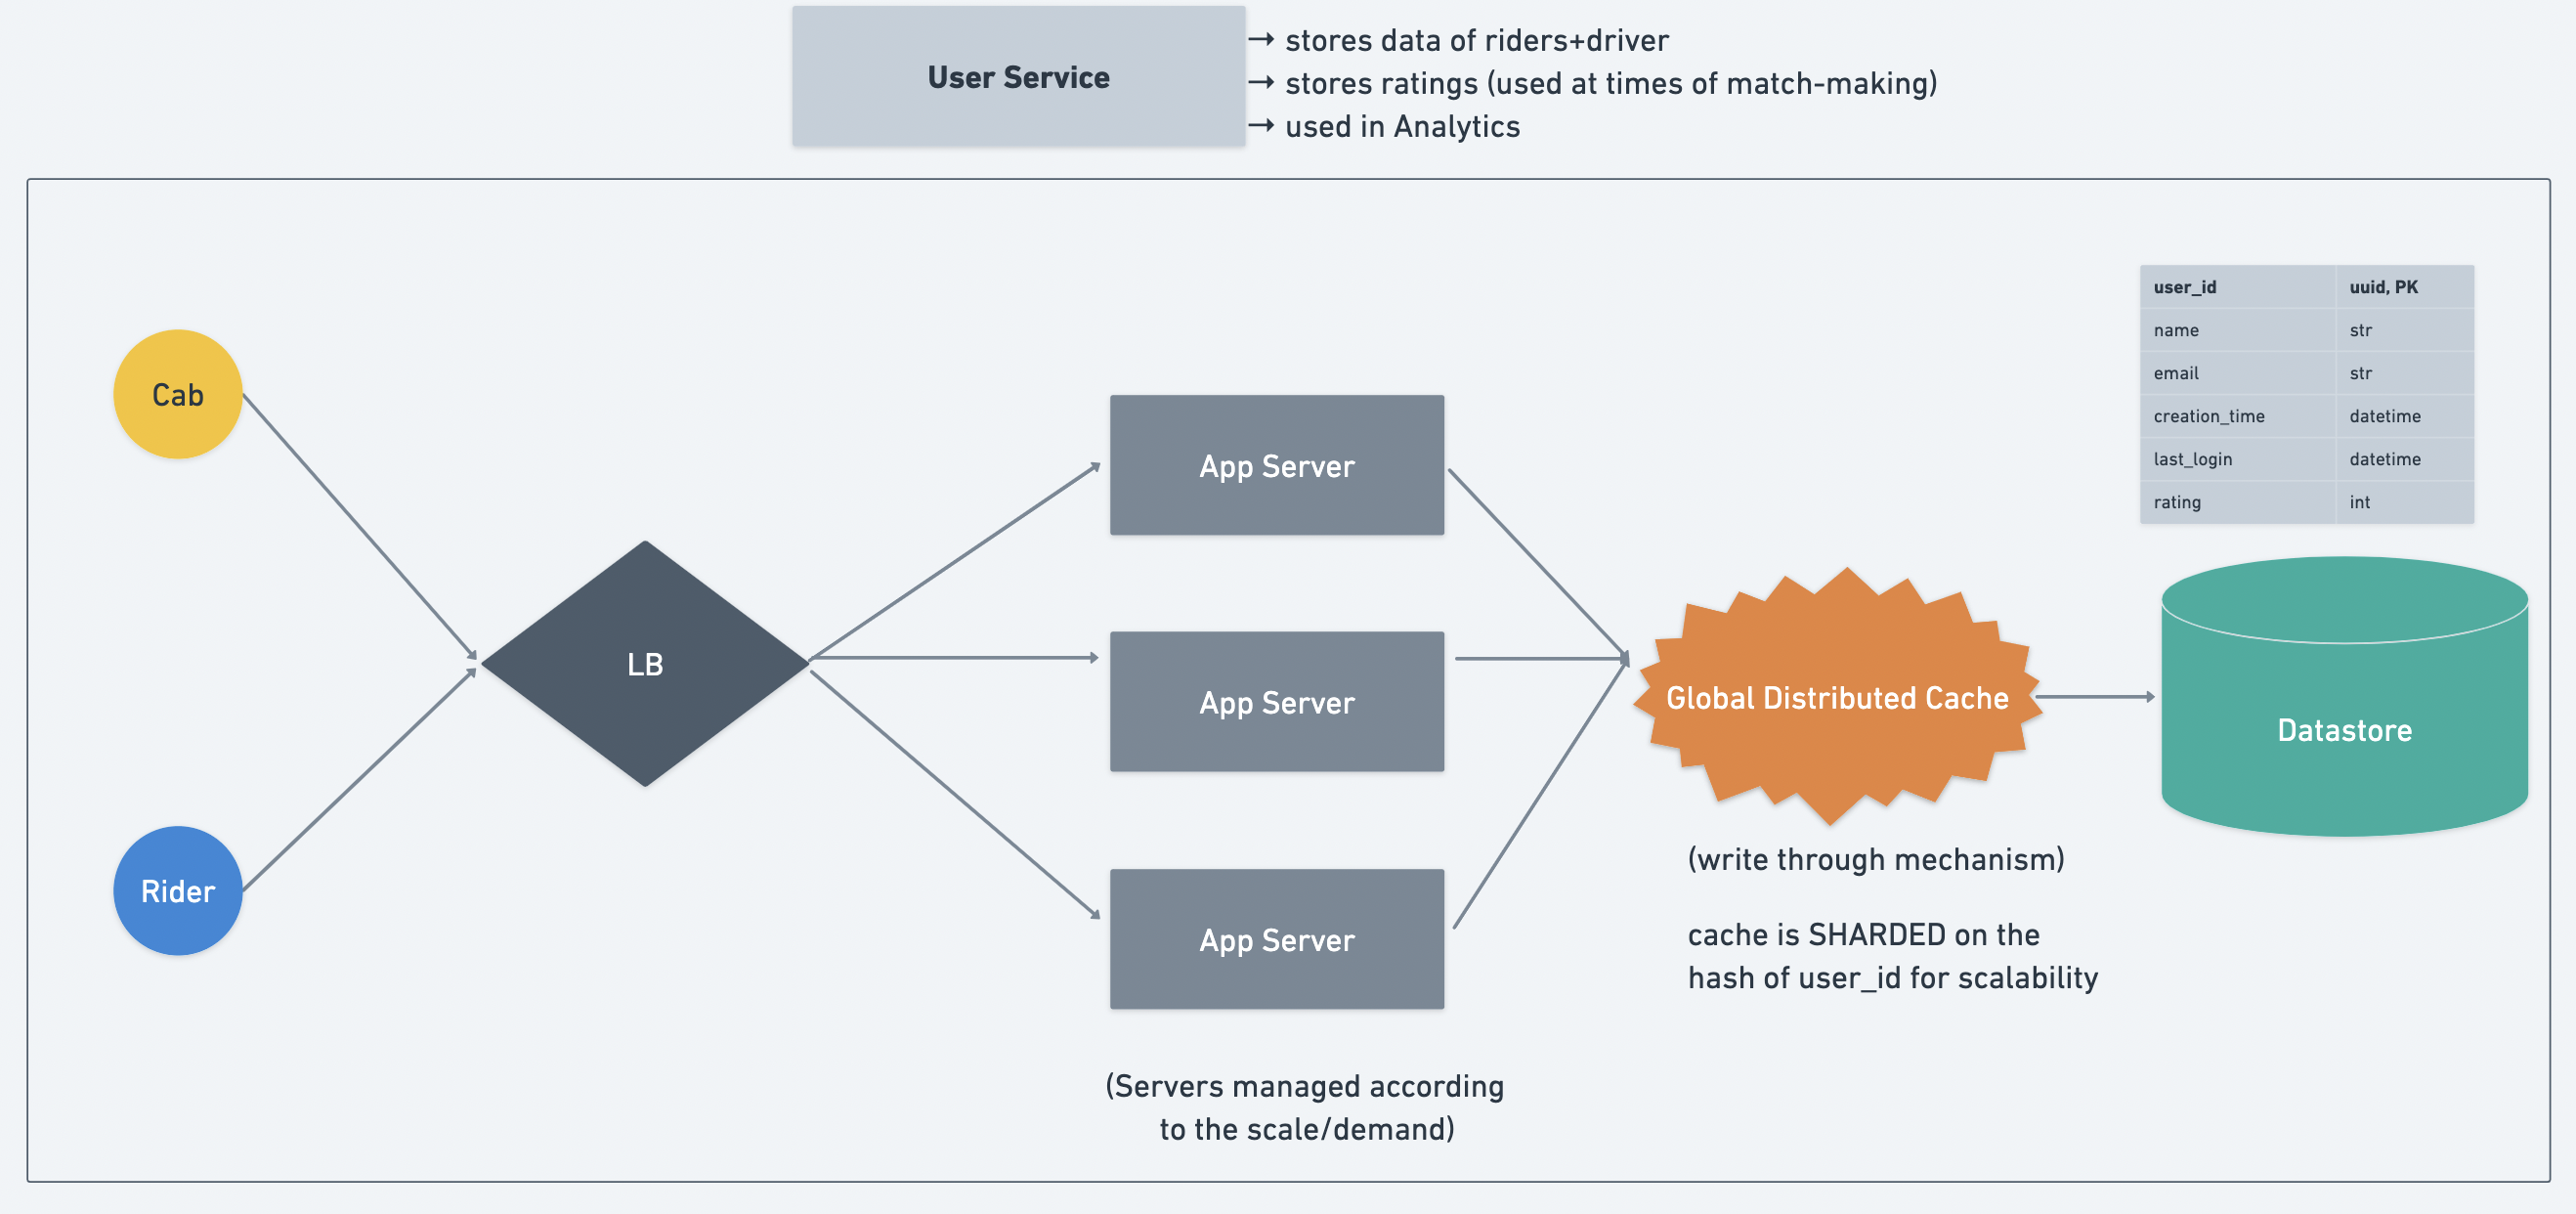 User Service
→ stores data of riders+driver
→ stores ratings (used at times of match-making)
→ used in Analytics
Cab
Rider
LB
App Server
App Server
App Server
(Servers managed according
to the scale/demand)
Global Distributed Cache
(write through mechanism)
cache is SHARDED on the
hash of user_id for scalability
user_id uuid, PK
name str
email str
creation_time datetime
last_login datetime
rating int
Datastore